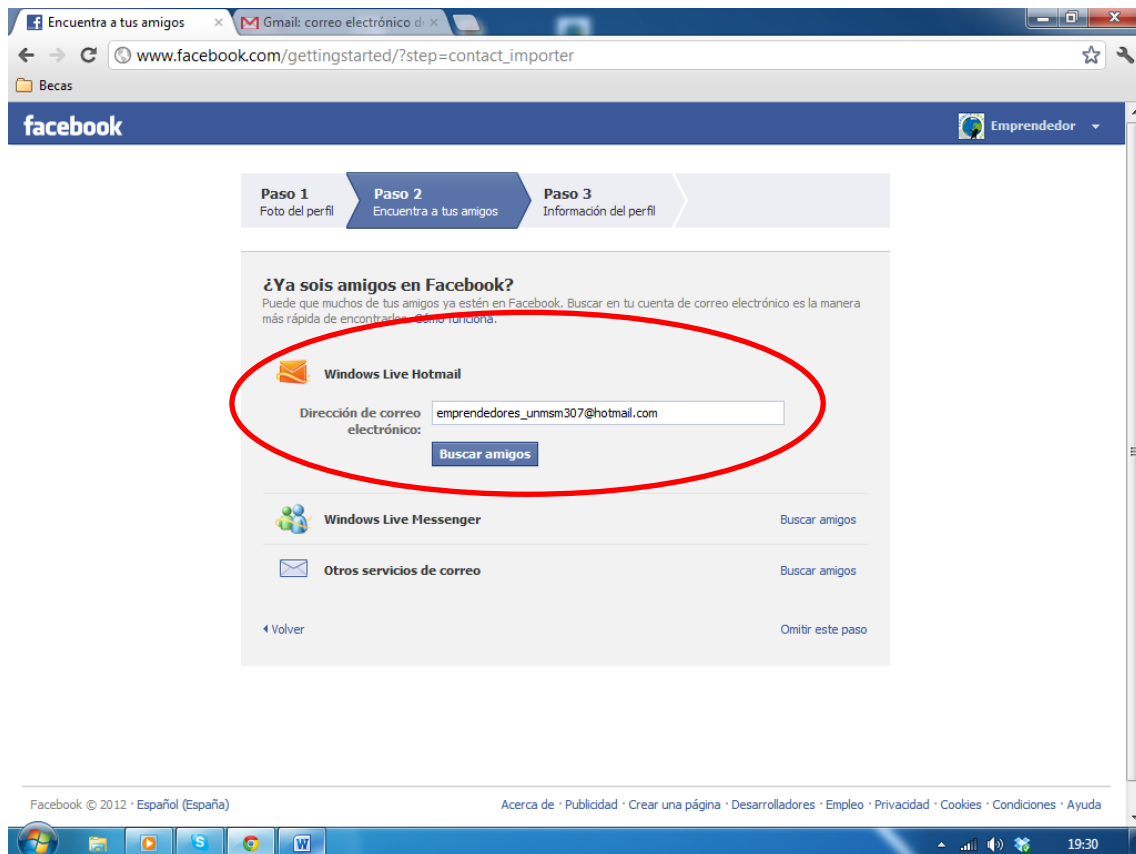 Encuentra a tus amigos
Gmail: correo electrónico d
www.facebook.com/gettingstarted/?step=contact_importer
Becas
facebook
Emprendedor
Paso 1
Foto del perfil
Paso 2
Encuentra a tus amigos
Paso 3
Información del perfil
¿Ya sois amigos en Facebook?
Puede que muchos de tus amigos ya estén en Facebook. Buscar en tu cuenta de correo electrónico es la manera
más rápida de encontrarlos. Cómo funciona.
Windows Live Hotmail
Dirección de correo
electrónico:
emprendedores_unmsm307@hotmail.com
Buscar amigos
Windows Live Messenger
Buscar amigos
Otros servicios de correo
Buscar amigos
Volver
Omitir este paso
Facebook © 2012 · Español (España)
Acerca de · Publicidad · Crear una página · Desarrolladores · Empleo · Privacidad · Cookies · Condiciones · Ayuda
19:30